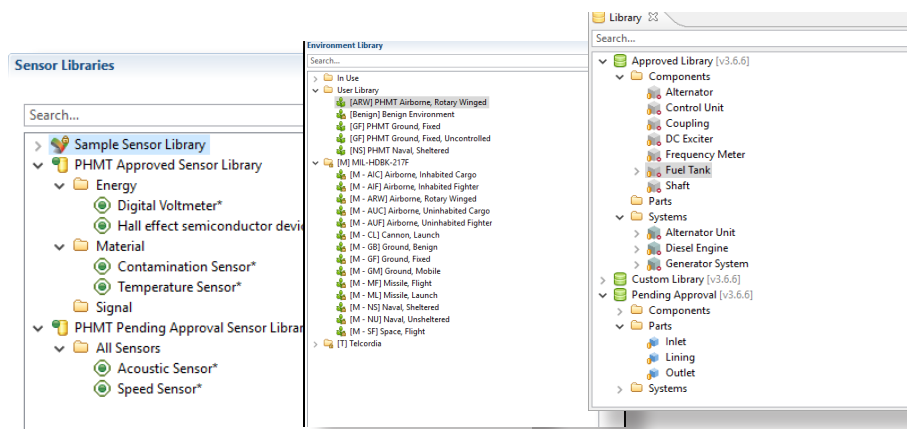 Sensor Libraries
Search...
Sample Sensor Library
PHMT Approved Sensor Library
Energy
Digital Voltmeter*
Hall effect semiconductor devi
Material
Contamination Sensor*
Temperature Sensor*
Signal
PHMT Pending Approval Sensor Librar
All Sensors
Acoustic Sensor*
Speed Sensor*
Environment Library
Search...
In Use
User Library
[ARW] PHMT Airborne, Rotary Winged
[Benign] Benign Environment
[GF] PHMT Ground, Fixed
[GF] PHMT Ground, Fixed, Uncontrolled
[NS] PHMT Naval, Sheltered
[M] MIL-HDBK-217F
[M - AIC] Airborne, Inhabited Cargo
[M - AIF] Airborne, Inhabited Fighter
[M - ARW] Airborne, Rotary Winged
[M - AUC] Airborne, Uninhabited Cargo
[M - AUF] Airborne, Uninhabited Fighter
[M - CL] Cannon, Launch
[M - GB] Ground, Benign
[M - GF] Ground, Fixed
[M - GM] Ground, Mobile
[M - MF] Missile, Flight
[M - ML] Missile, Launch
[M - NS] Naval, Sheltered
[M - NU] Naval, Unsheltered
[M - SF] Space, Flight
[T] Telcordia
Library
Search...
Approved Library [v3.6.6]
Components
Alternator
Control Unit
Coupling
DC Exciter
Frequency Meter
Fuel Tank
Shaft
Parts
Systems
Alternator Unit
Diesel Engine
Generator System
Custom Library [v3.6.6]
Pending Approval [v3.6.6]
Components
Parts
Inlet
Lining
Outlet
Systems